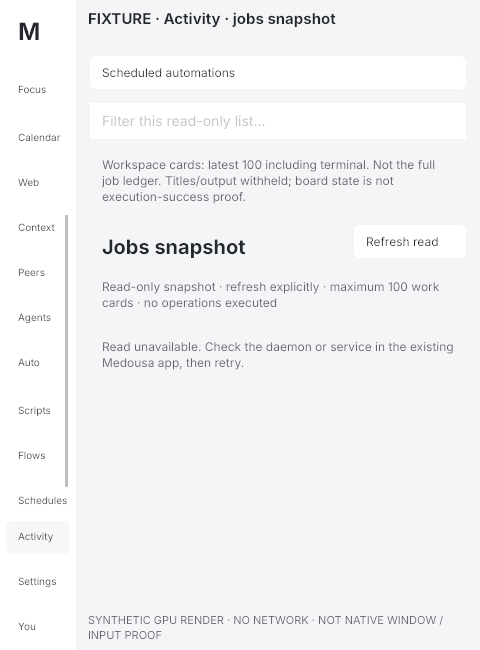 M
Focus
Calendar
Web
Context
Peers
Agents
Auto
Scripts
Flows
Schedules
Activity
Settings
You
FIXTURE · Activity · jobs snapshot
Scheduled automations
Filter this read-only list...
Workspace cards: latest 100 including terminal. Not the full
job ledger. Titles/output withheld; board state is not
execution-success proof.
Jobs snapshot
Refresh read
Read-only snapshot · refresh explicitly · maximum 100 work
cards · no operations executed
Read unavailable. Check the daemon or service in the existing
Medousa app, then retry.
SYNTHETIC GPU RENDER · NO NETWORK · NOT NATIVE WINDOW /
INPUT PROOF